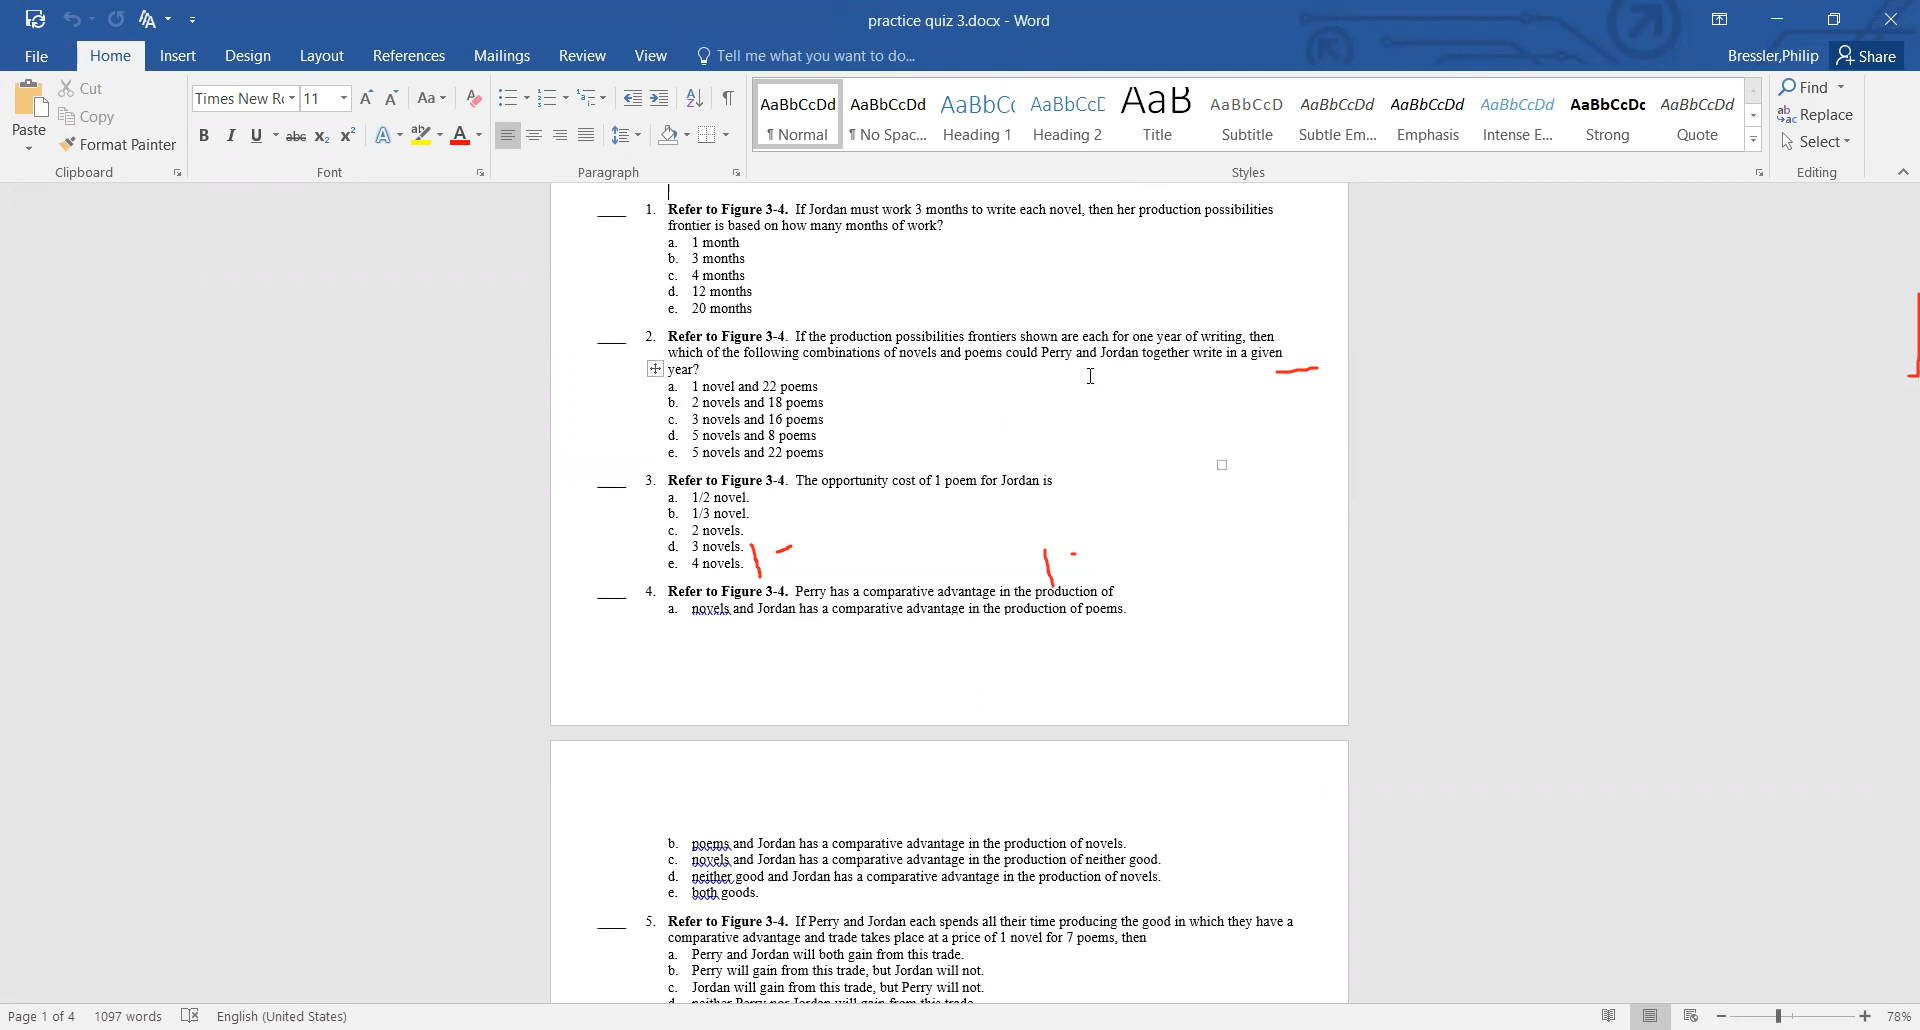 practice quiz 3.docx - Word
File Home Insert Design Layout References Mailings Review View Tell me what you want to do... Bressler,Philip Share
Paste
Cut
Copy
Format Painter
Clipboard
Times New Ro 11
Font
Paragraph
AaBbCcDd AaBbCcDd AaBbCc AaBbCcE AaB AaBbCcD AaBbCcDd AaBbCcDd AaBbCcDd AaBbCcDc AaBbCcDd
¶ Normal ¶ No Spac... Heading 1 Heading 2 Title Subtitle Subtle Em... Emphasis Intense E... Strong Quote
Styles
Find
Replace
Select
Editing
____ 1. Refer to Figure 3-4. If Jordan must work 3 months to write each novel, then her production possibilities
frontier is based on how many months of work?
a. 1 month
b. 3 months
c. 4 months
d. 12 months
e. 20 months
____ 2. Refer to Figure 3-4. If the production possibilities frontiers shown are each for one year of writing, then
which of the following combinations of novels and poems could Perry and Jordan together write in a given
year?
a. 1 novel and 22 poems
b. 2 novels and 18 poems
c. 3 novels and 16 poems
d. 5 novels and 8 poems
e. 5 novels and 22 poems
____ 3. Refer to Figure 3-4. The opportunity cost of 1 poem for Jordan is
a. 1/2 novel.
b. 1/3 novel.
c. 2 novels.
d. 3 novels.
e. 4 novels.
____ 4. Refer to Figure 3-4. Perry has a comparative advantage in the production of
a. novels and Jordan has a comparative advantage in the production of poems.
b. poems and Jordan has a comparative advantage in the production of novels.
c. novels and Jordan has a comparative advantage in the production of neither good.
d. neither good and Jordan has a comparative advantage in the production of novels.
e. both goods.
____ 5. Refer to Figure 3-4. If Perry and Jordan each spends all their time producing the good in which they have a
comparative advantage and trade takes place at a price of 1 novel for 7 poems, then
a. Perry and Jordan will both gain from this trade.
b. Perry will gain from this trade, but Jordan will not.
c. Jordan will gain from this trade, but Perry will not.
d. neither Perry nor Jordan will gain from this trade.
Page 1 of 4 1097 words English (United States) 78%